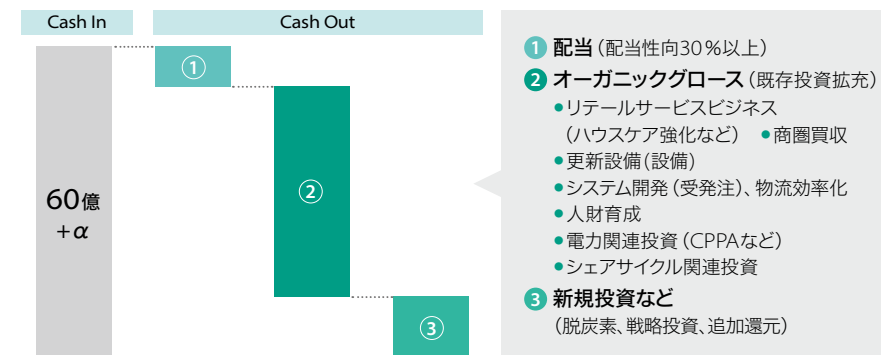 Cash In
Cash Out
60億
+α
①
②
③
1 配当(配当性向30%以上)
2 オーガニックグロース(既存投資拡充)
●リテールサービスビジネス
(ハウスケア強化など) ●商圏買収
●更新設備(設備)
●システム開発(受発注)、物流効率化
●人財育成
●電力関連投資(CPPAなど)
●シェアサイクル関連投資
3 新規投資など
(脱炭素、戦略投資、追加還元)